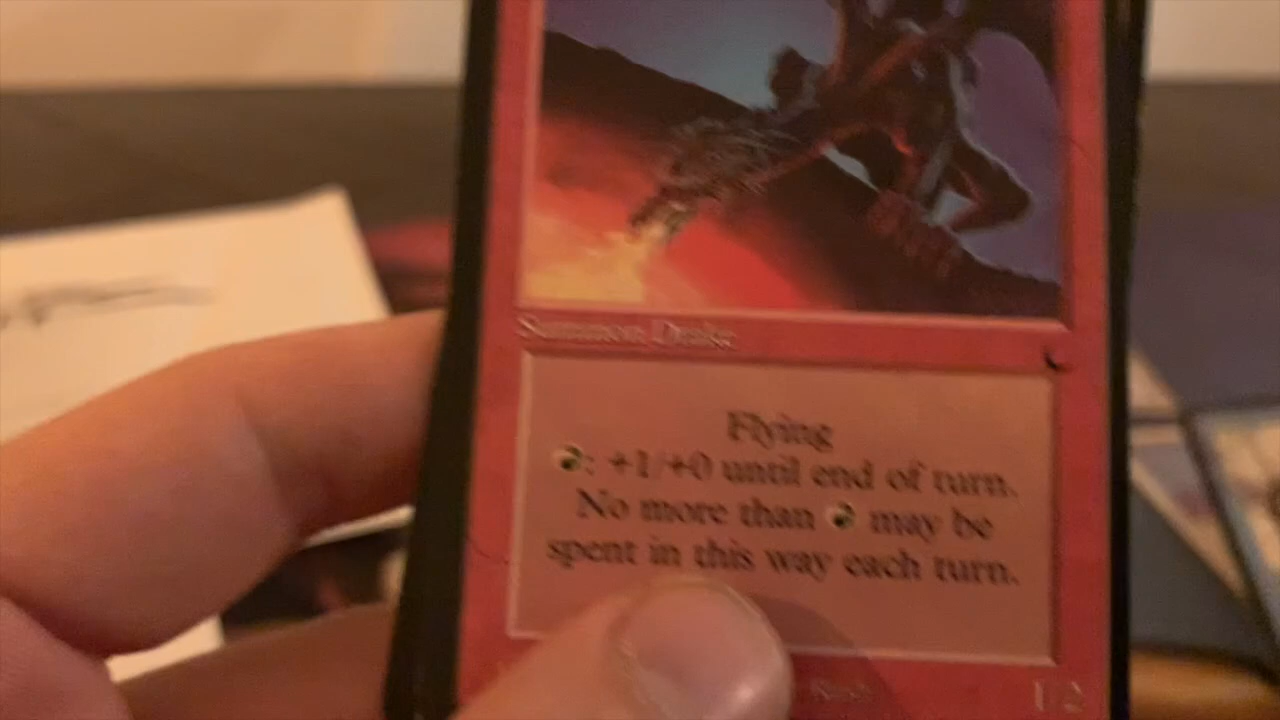 Summon Drake
Flying
: +1/+0 until end of turn.
No more than may be
spent in this way each turn.
Rush
1/2